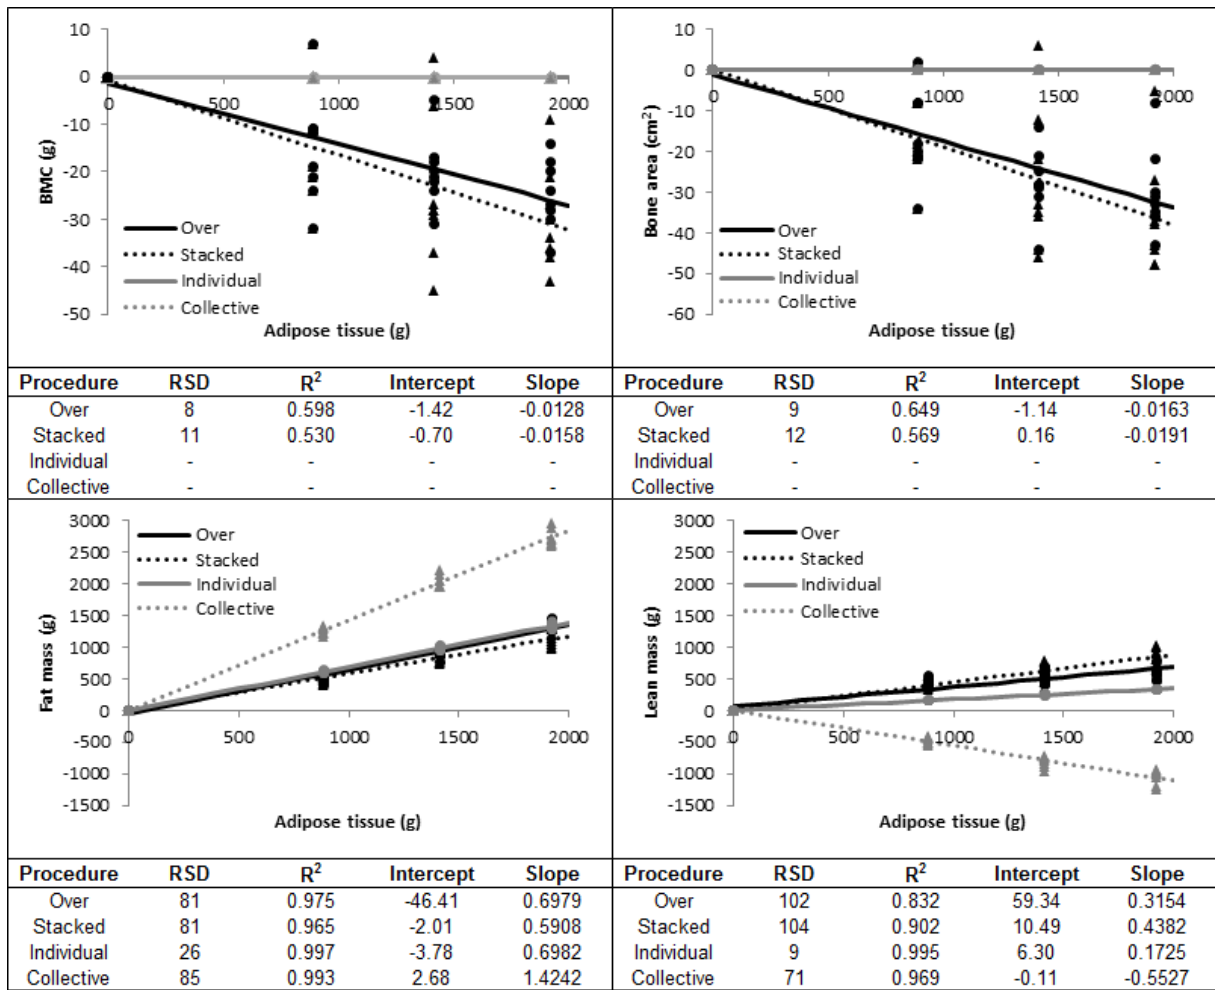 10
0
-10
-20
-30
-40
-50
0
500
1000
1500
2000
BMC (g)
Over
Stacked
Individual
Collective
Adipose tissue (g)
10
0
-10
-20
-30
-40
-50
-60
0
500
1000
1500
2000
Bone area (cm²)
Over
Stacked
Individual
Collective
Adipose tissue (g)
Procedure RSD R² Intercept Slope
Over 8 0.598 -1.42 -0.0128
Stacked 11 0.530 -0.70 -0.0158
Individual - - - -
Collective - - - -
Procedure RSD R² Intercept Slope
Over 9 0.649 -1.14 -0.0163
Stacked 12 0.569 0.16 -0.0191
Individual - - - -
Collective - - - -
3000
2500
2000
1500
1000
500
0
-500
-1000
-1500
0
500
1000
1500
2000
Fat mass (g)
Over
Stacked
Individual
Collective
Adipose tissue (g)
3000
2500
2000
1500
1000
500
0
-500
-1000
-1500
0
500
1000
1500
2000
Lean mass (g)
Over
Stacked
Individual
Collective
Adipose tissue (g)
Procedure RSD R² Intercept Slope
Over 81 0.975 -46.41 0.6979
Stacked 81 0.965 -2.01 0.5908
Individual 26 0.997 -3.78 0.6982
Collective 85 0.993 2.68 1.4242
Procedure RSD R² Intercept Slope
Over 102 0.832 59.34 0.3154
Stacked 104 0.902 10.49 0.4382
Individual 9 0.995 6.30 0.1725
Collective 71 0.969 -0.11 -0.5527